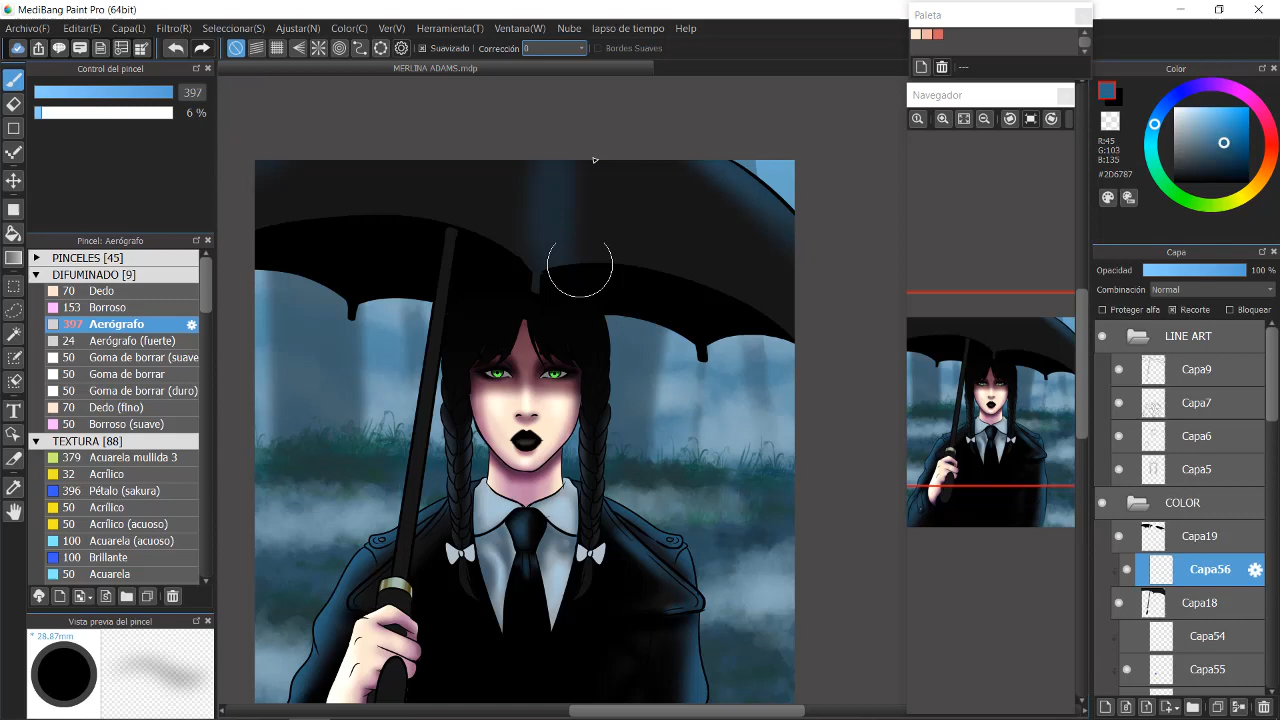 MediBang Paint Pro (64bit)
Archivo(F) Editar(E) Capa(L) Filtro(R) Seleccionar(S) Ajustar(N) Color(C) Ver(V) Herramienta(T) Ventana(W) Nube lapso de tiempo Help
Suavizado Corrección 0 Bordes Suaves
MERLINA ADAMS.mdp
Control del pincel
397
6 %
Pincel: Aerógrafo
PINCELES [45]
DIFUMINADO [9]
70 Dedo
153 Borroso
397 Aerógrafo
24 Aerógrafo (fuerte)
50 Goma de borrar (suave
50 Goma de borrar
50 Goma de borrar (duro)
70 Dedo (fino)
50 Borroso (suave)
TEXTURA [88]
379 Acuarela mullida 3
32 Acrílico
396 Pétalo (sakura)
50 Acrílico
50 Acrílico (acuoso)
100 Acuarela (acuoso)
100 Brillante
50 Acuarela
Vista previa del pincel
* 28.87mm
Paleta
---
Navegador
Color
R:45
G:103
B:135
#2D6787
Capa
Opacidad 100 %
Combinación Normal
Proteger alfa Recorte Bloquear
LINE ART
Capa9
Capa7
Capa6
Capa5
COLOR
Capa19
Capa56
Capa18
Capa54
Capa55